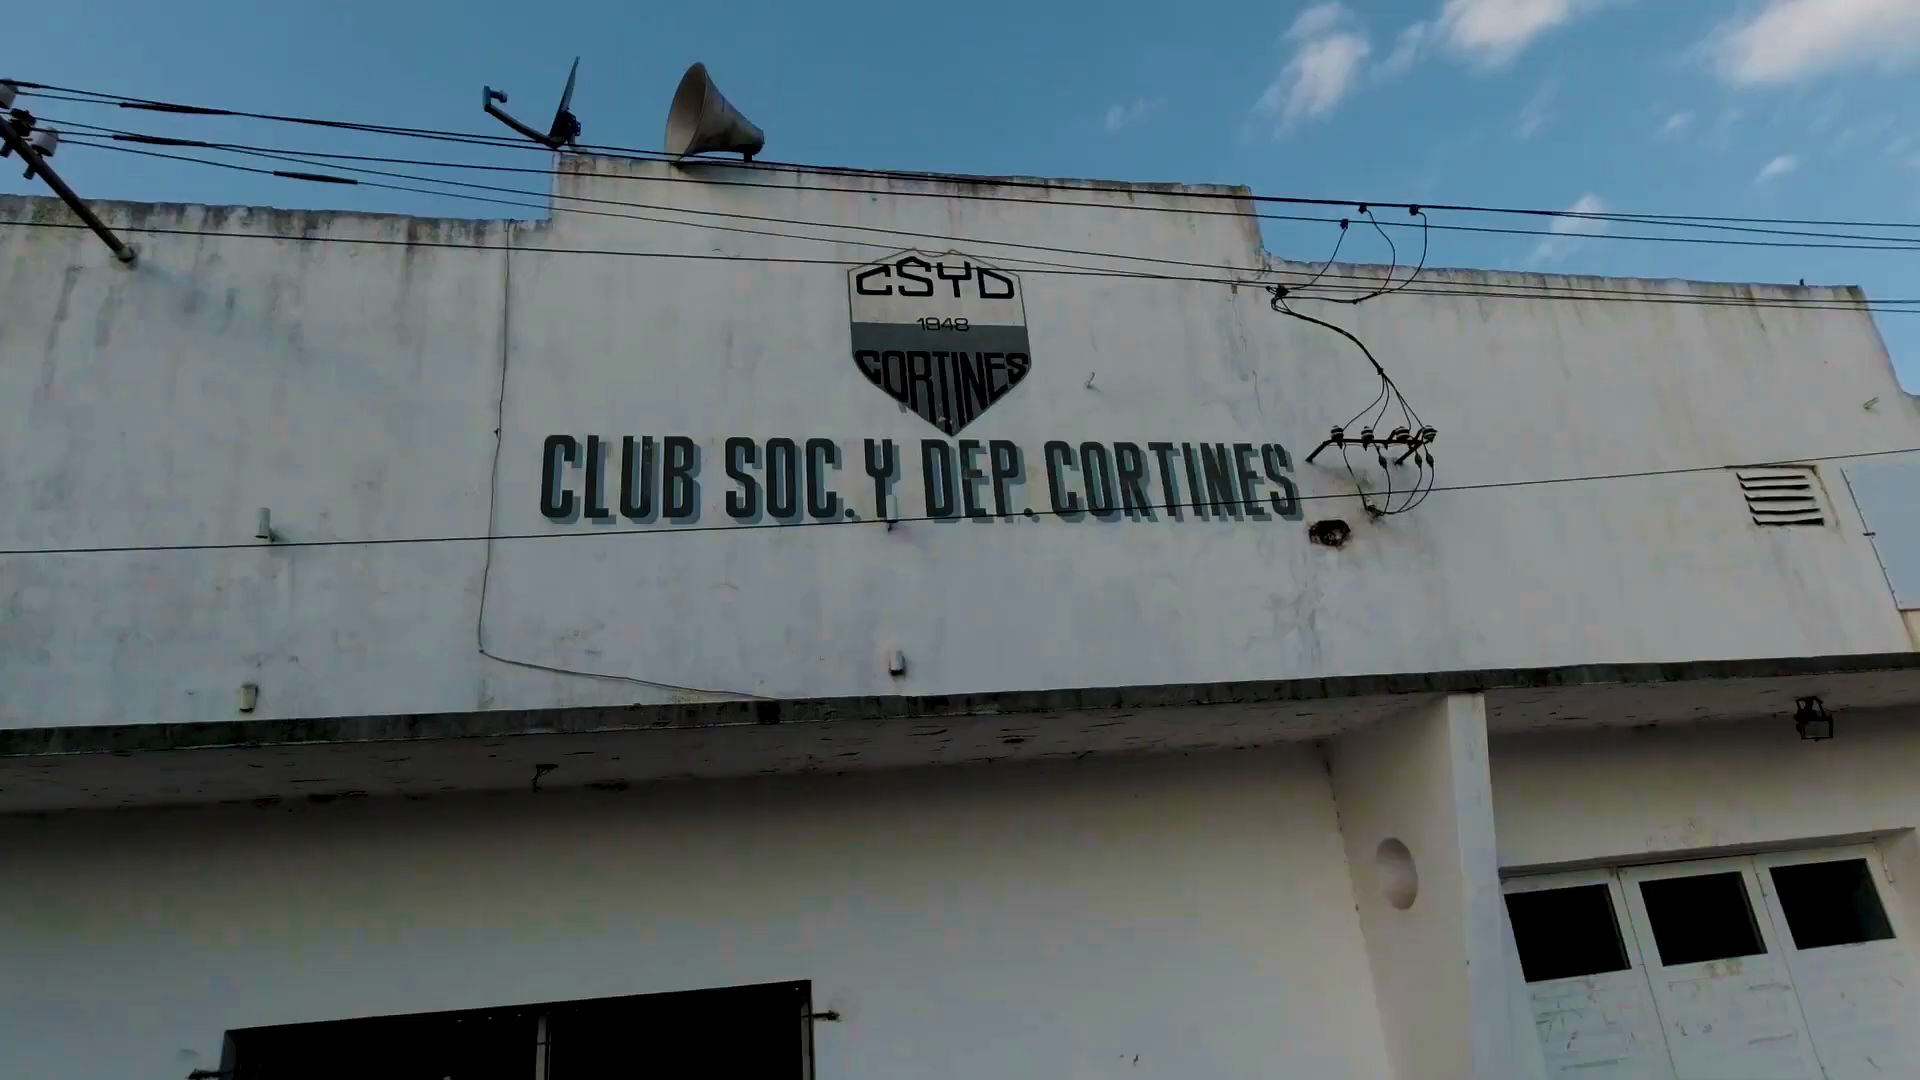 CSYD
1948
CORTINES
CLUB SOC. Y DEP. CORTINES